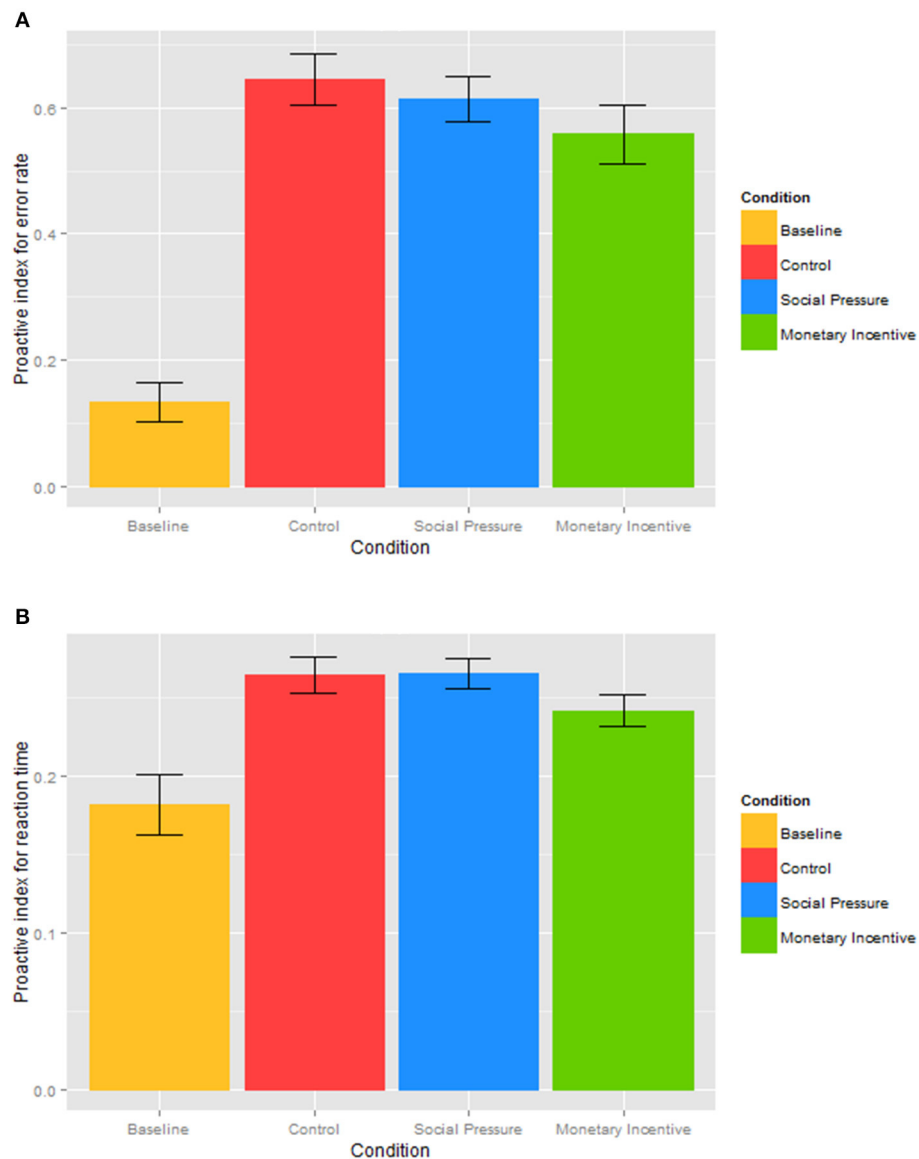 A
Proactive index for error rate
0.6
0.4
0.2
0.0
Baseline
Control
Social Pressure
Monetary Incentive
Condition
Condition
Baseline
Control
Social Pressure
Monetary Incentive
B
Proactive index for reaction time
0.2
0.1
0.0
Baseline
Control
Social Pressure
Monetary Incentive
Condition
Condition
Baseline
Control
Social Pressure
Monetary Incentive